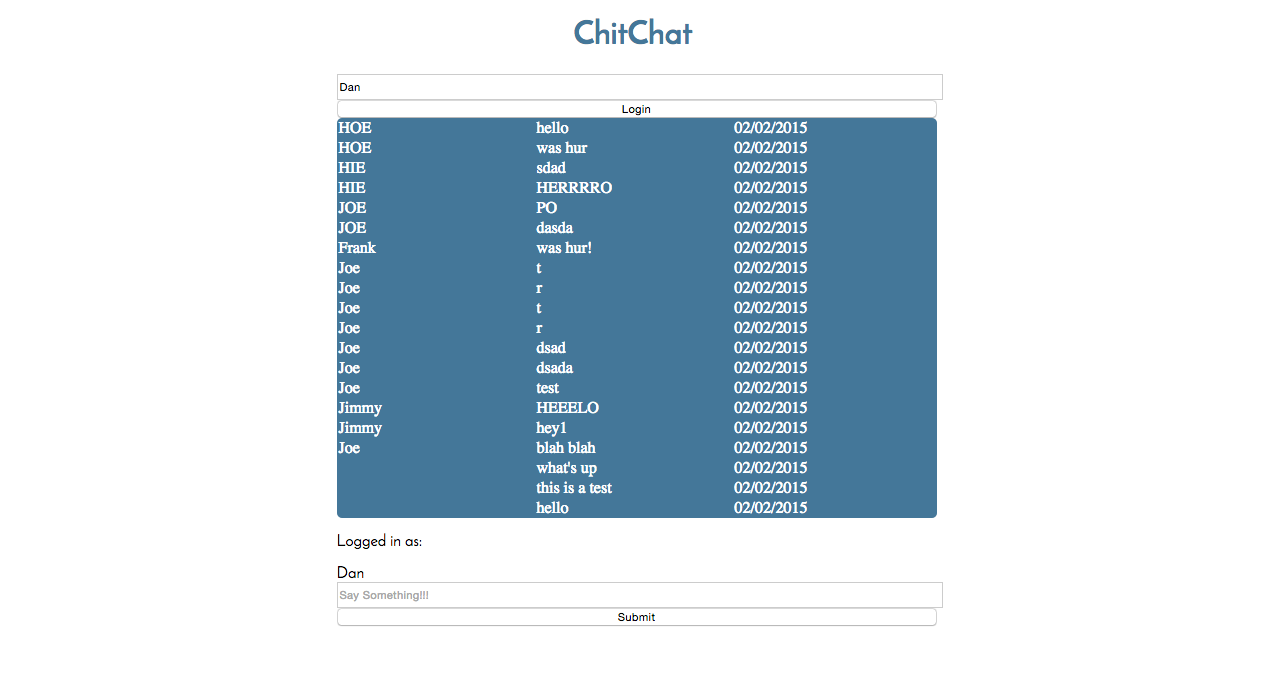 ChitChat
Dan
Login
HOE hello 02/02/2015
HOE was hur 02/02/2015
HIE sdad 02/02/2015
HIE HERRRRO 02/02/2015
JOE PO 02/02/2015
JOE dasda 02/02/2015
Frank was hur! 02/02/2015
Joe t 02/02/2015
Joe r 02/02/2015
Joe t 02/02/2015
Joe r 02/02/2015
Joe dsad 02/02/2015
Joe dsada 02/02/2015
Joe test 02/02/2015
Jimmy HEEELO 02/02/2015
Jimmy hey1 02/02/2015
Joe blah blah 02/02/2015
what's up 02/02/2015
this is a test 02/02/2015
hello 02/02/2015
Logged in as:
Dan
Say Something!!!
Submit